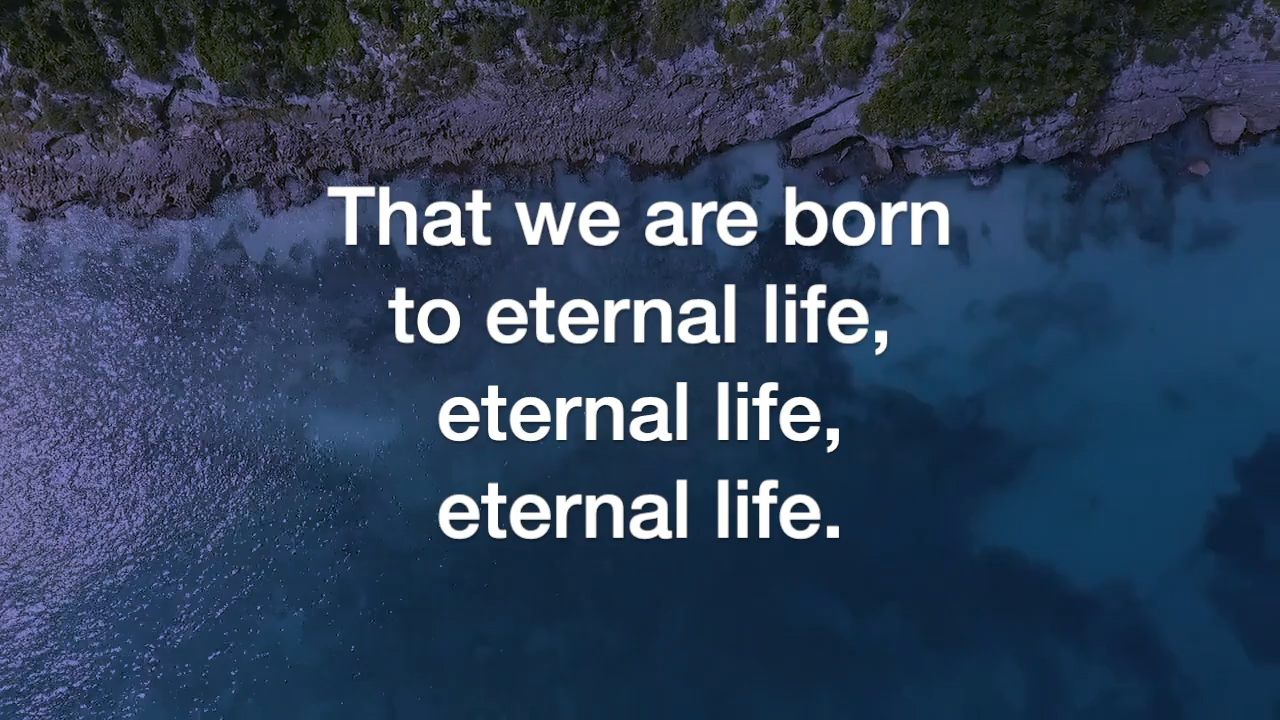 That we are born
to eternal life,
eternal life,
eternal life.